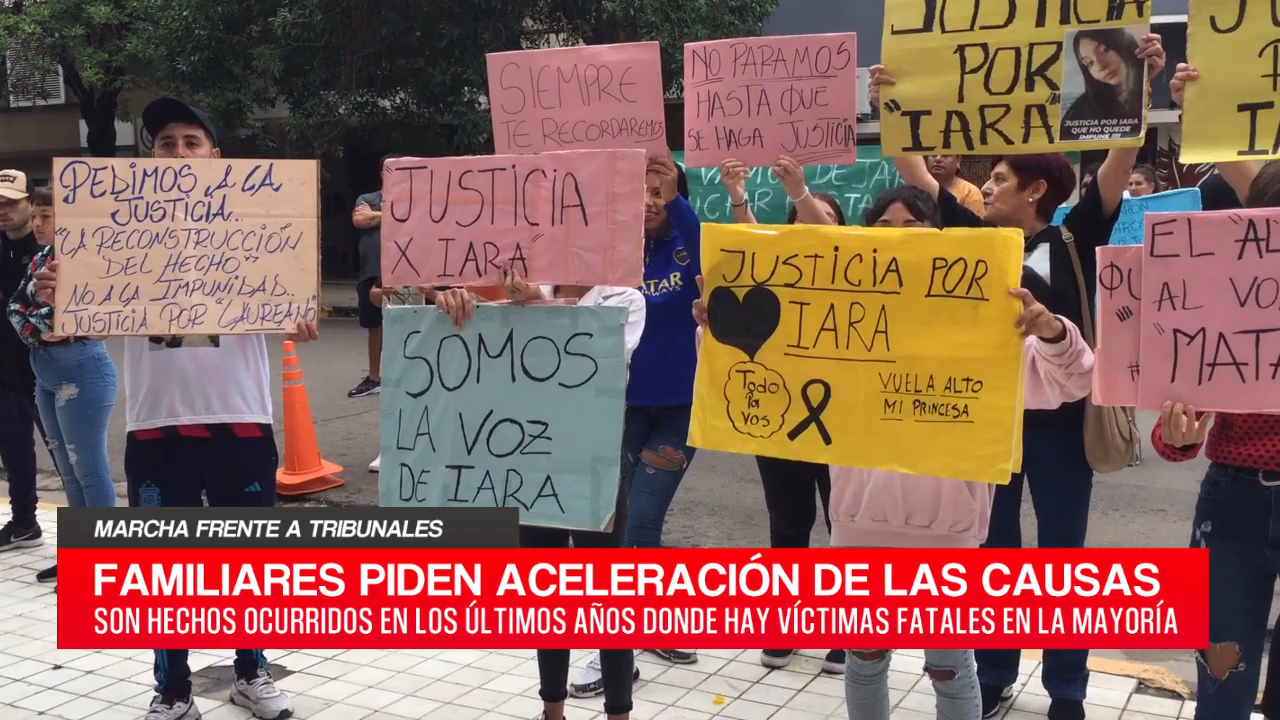 SIEMPRE
TE RECORDAREMOS
NO PARAMOS
HASTA QUE
SE HAGA JUSTICIA
JUSTICIA
POR
"IARA"
JUSTICIA POR IARA
QUE NO QUEDE
IMPUNE !!!!
PEDIMOS A LA
JUSTICIA..
"LA RECONSTRUCCIÓN
DEL HECHO."
NO A LA IMPUNIDAD..
JUSTICIA POR "LAUREANO"
"JUSTICIA
X IARA"
SOMOS
LA VOZ
DE IARA
JUSTICIA POR
IARA
Todo
Por
VOS
VUELA ALTO
MI PRINCESA
EL "AL
AL VO
"MATA
MARCHA FRENTE A TRIBUNALES
FAMILIARES PIDEN ACELERACIÓN DE LAS CAUSAS
SON HECHOS OCURRIDOS EN LOS ÚLTIMOS AÑOS DONDE HAY VÍCTIMAS FATALES EN LA MAYORÍA